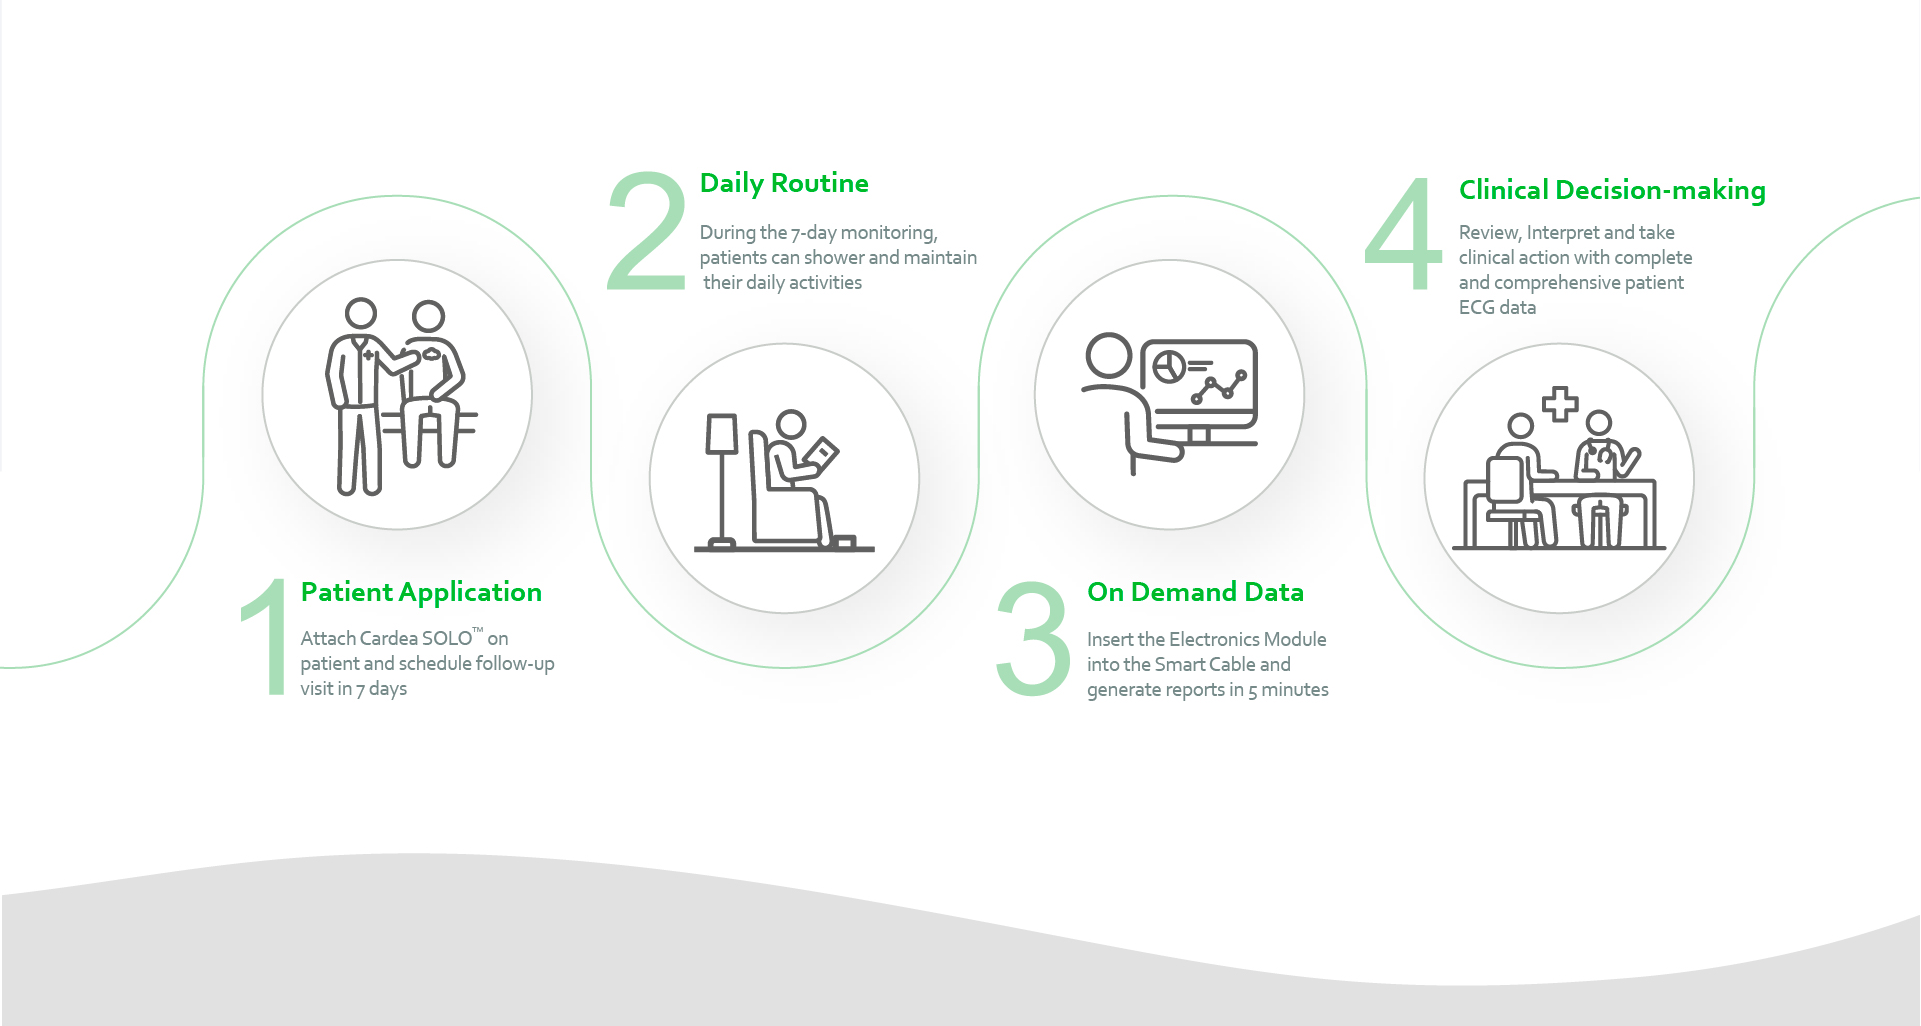 1
Patient Application
Attach Cardea SOLO™ on
patient and schedule follow-up
visit in 7 days
2
Daily Routine
During the 7-day monitoring,
patients can shower and maintain
their daily activities
3
On Demand Data
Insert the Electronics Module
into the Smart Cable and
generate reports in 5 minutes
4
Clinical Decision-making
Review, Interpret and take
clinical action with complete
and comprehensive patient
ECG data